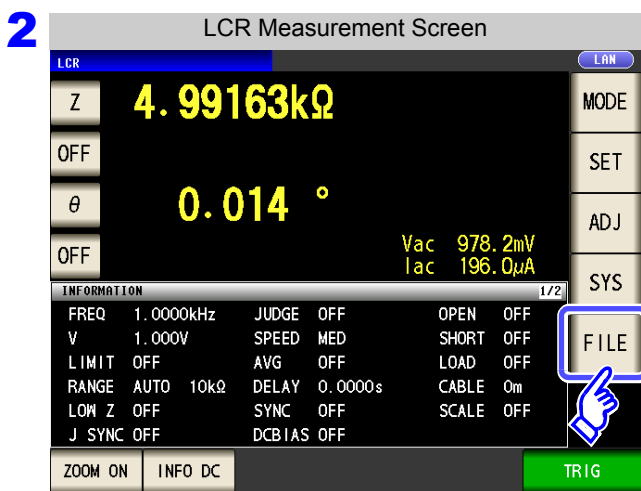 2
LCR Measurement Screen
LCR
LAN
Z 4.99163kΩ
MODE
OFF
SET
θ 0.014 °
ADJ
OFF
Vac 978.2mV
Iac 196.0µA
SYS
INFORMATION 1/2
FREQ 1.0000kHz JUDGE OFF OPEN OFF
V 1.000V SPEED MED SHORT OFF
FILE
LIMIT OFF AVG OFF LOAD OFF
RANGE AUTO 10kΩ DELAY 0.0000s CABLE 0m
LOW Z OFF SYNC OFF SCALE OFF
J SYNC OFF DCBIAS OFF
ZOOM ON INFO DC TRIG